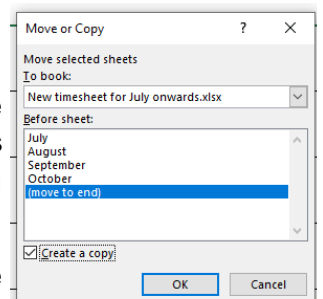 Move or Copy ? ×
Move selected sheets
To book:
New timesheet for July onwards.xlsx
Before sheet:
July
August
September
October
(move to end)
Create a copy
OK Cancel